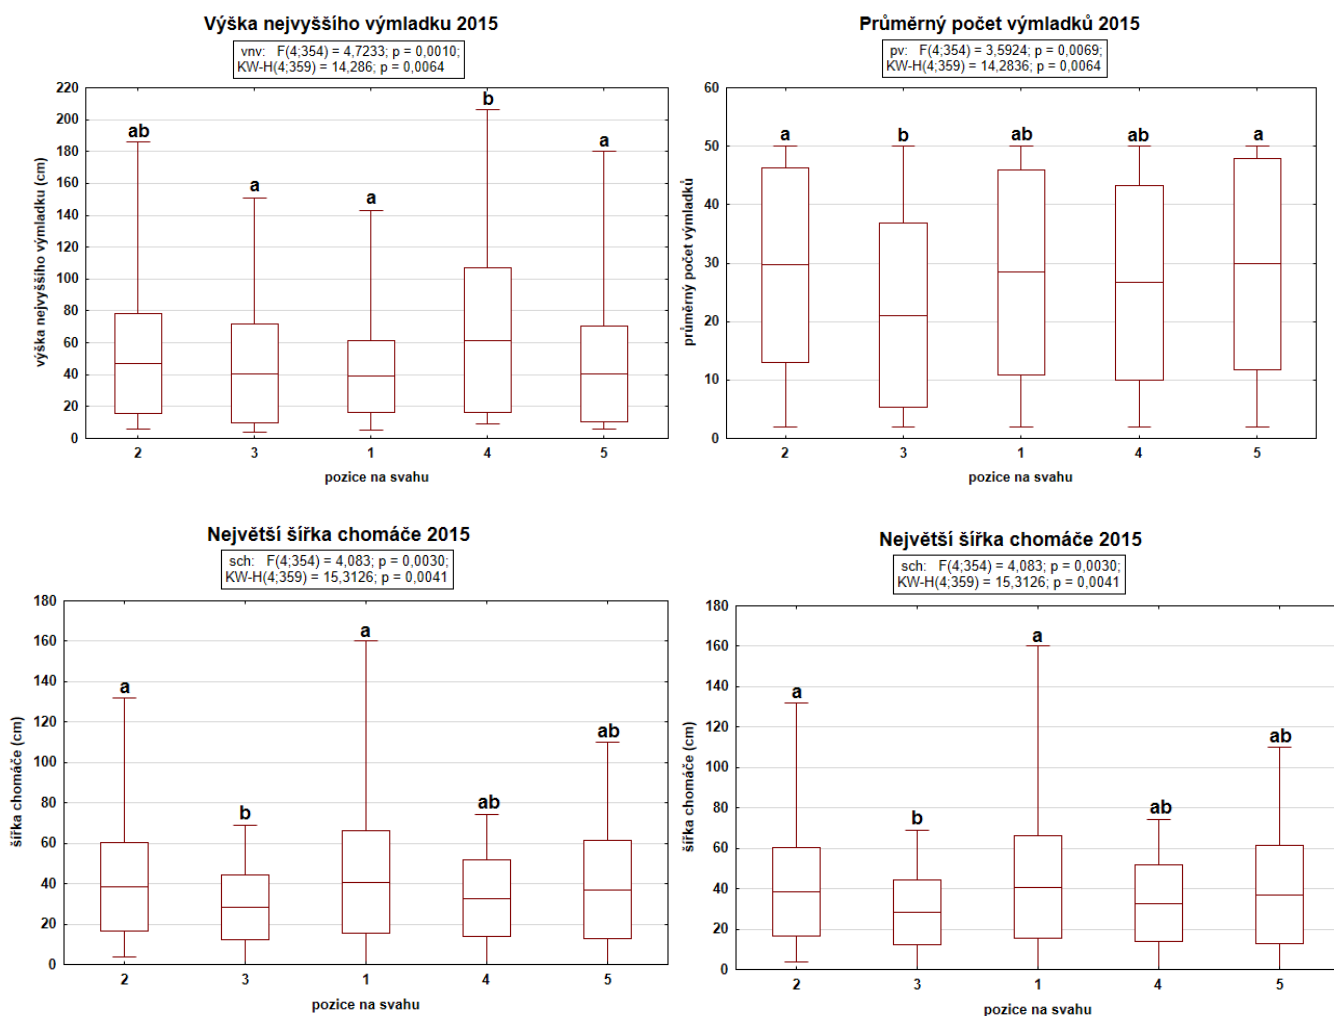 Výška nejvyššího výmladku 2015
vnv: F(4;354) = 4,7233; p = 0,0010;
KW-H(4;359) = 14,286; p = 0,0064
220
200
180
160
140
120
100
80
60
40
20
0
výška nejvyššího výmladku (cm)
ab
a
a
b
a
2 3 1 4 5
pozice na svahu
Průměrný počet výmladků 2015
pv: F(4;354) = 3,5924; p = 0,0069;
KW-H(4;359) = 14,2836; p = 0,0064
60
50
40
30
20
10
0
průměrný počet výmladků
a
b
ab
ab
a
2 3 1 4 5
pozice na svahu
Největší šířka chomáče 2015
sch: F(4;354) = 4,083; p = 0,0030;
KW-H(4;359) = 15,3126; p = 0,0041
180
160
140
120
100
80
60
40
20
0
šířka chomáče (cm)
a
b
a
ab
ab
2 3 1 4 5
pozice na svahu
Největší šířka chomáče 2015
sch: F(4;354) = 4,083; p = 0,0030;
KW-H(4;359) = 15,3126; p = 0,0041
180
160
140
120
100
80
60
40
20
0
šířka chomáče (cm)
a
b
a
ab
ab
2 3 1 4 5
pozice na svahu